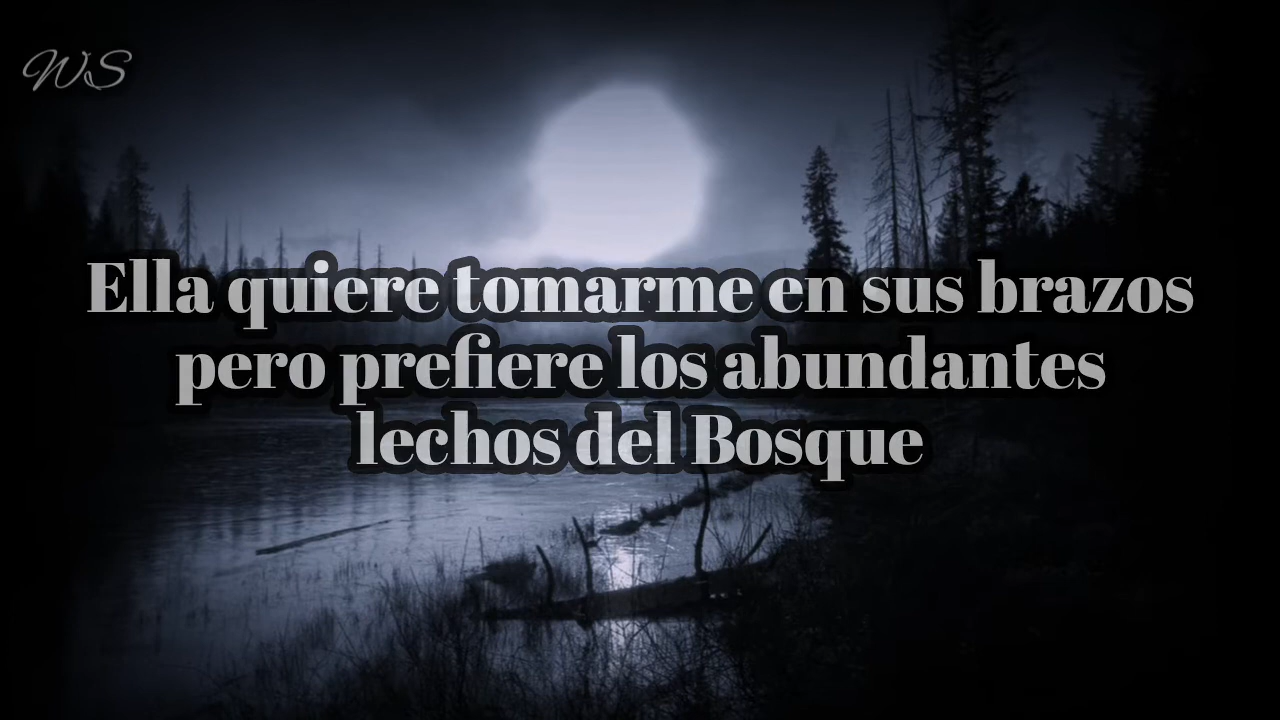 WS
Ella quiere tomarme en sus brazos
pero prefiere los abundantes
lechos del Bosque